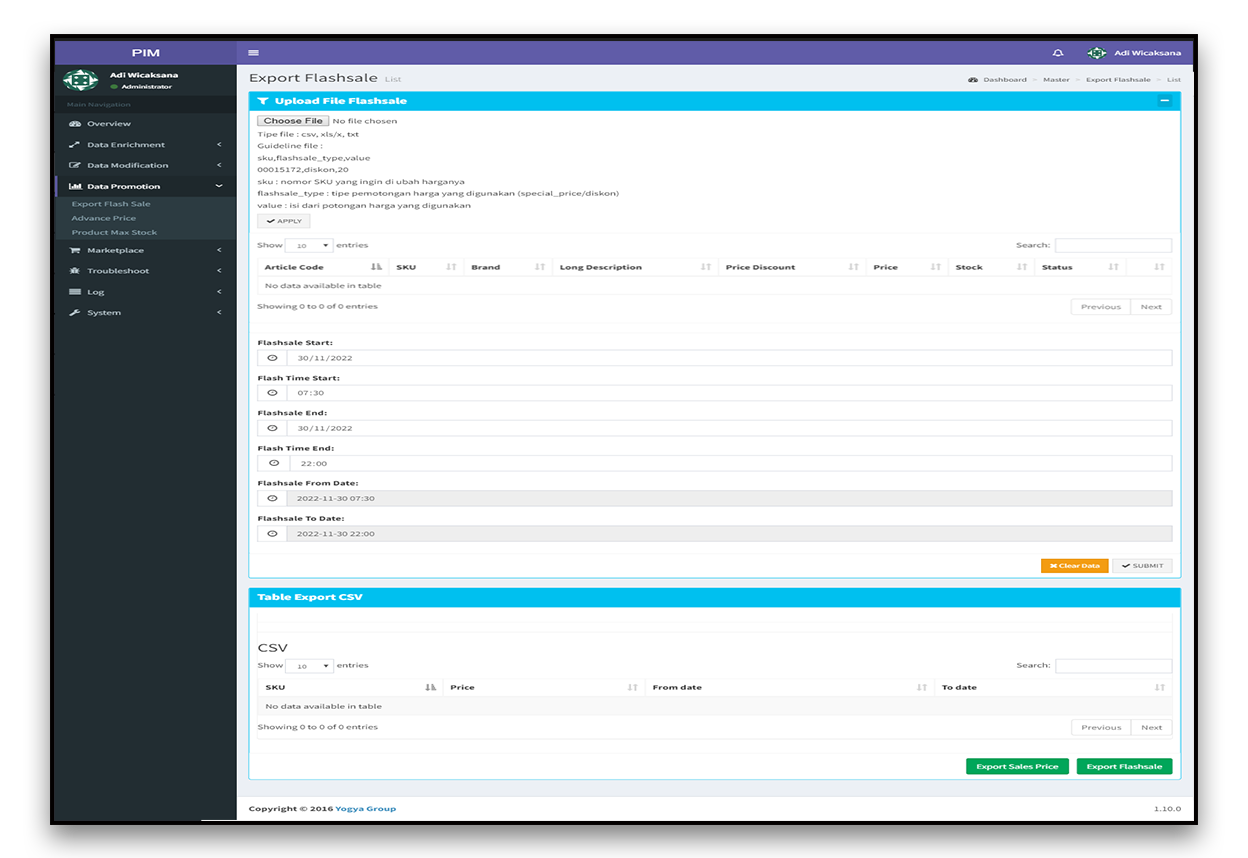 PIM
Adi Wicaksana
Adi Wicaksana
Administrator
Main Navigation
Overview
Data Enrichment
Data Modification
Data Promotion
Export Flash Sale
Advance Price
Product Max Stock
Marketplace
Troubleshoot
Log
System
Export Flashsale List
Dashboard > Master > Export Flashsale > List
Upload File Flashsale
Choose File No file chosen
Tipe file : csv, xls/x, txt
Guideline file :
sku,flashsale_type,value
00015172,diskon,20
sku : nomor SKU yang ingin di ubah harganya
flashsale_type : tipe pemotongan harga yang digunakan (special_price/diskon)
value : isi dari potongan harga yang digunakan
APPLY
Show 10 entries Search:
Article Code SKU Brand Long Description Price Discount Price Stock Status
No data available in table
Showing 0 to 0 of 0 entries Previous Next
Flashsale Start:
30/11/2022
Flash Time Start:
07:30
Flashsale End:
30/11/2022
Flash Time End:
22:00
Flashsale From Date:
2022-11-30 07:30
Flashsale To Date:
2022-11-30 22:00
Clear Data SUBMIT
Table Export CSV
CSV
Show 10 entries Search:
SKU Price From date To date
No data available in table
Showing 0 to 0 of 0 entries Previous Next
Export Sales Price Export Flashsale
Copyright © 2016 Yogya Group 1.10.0